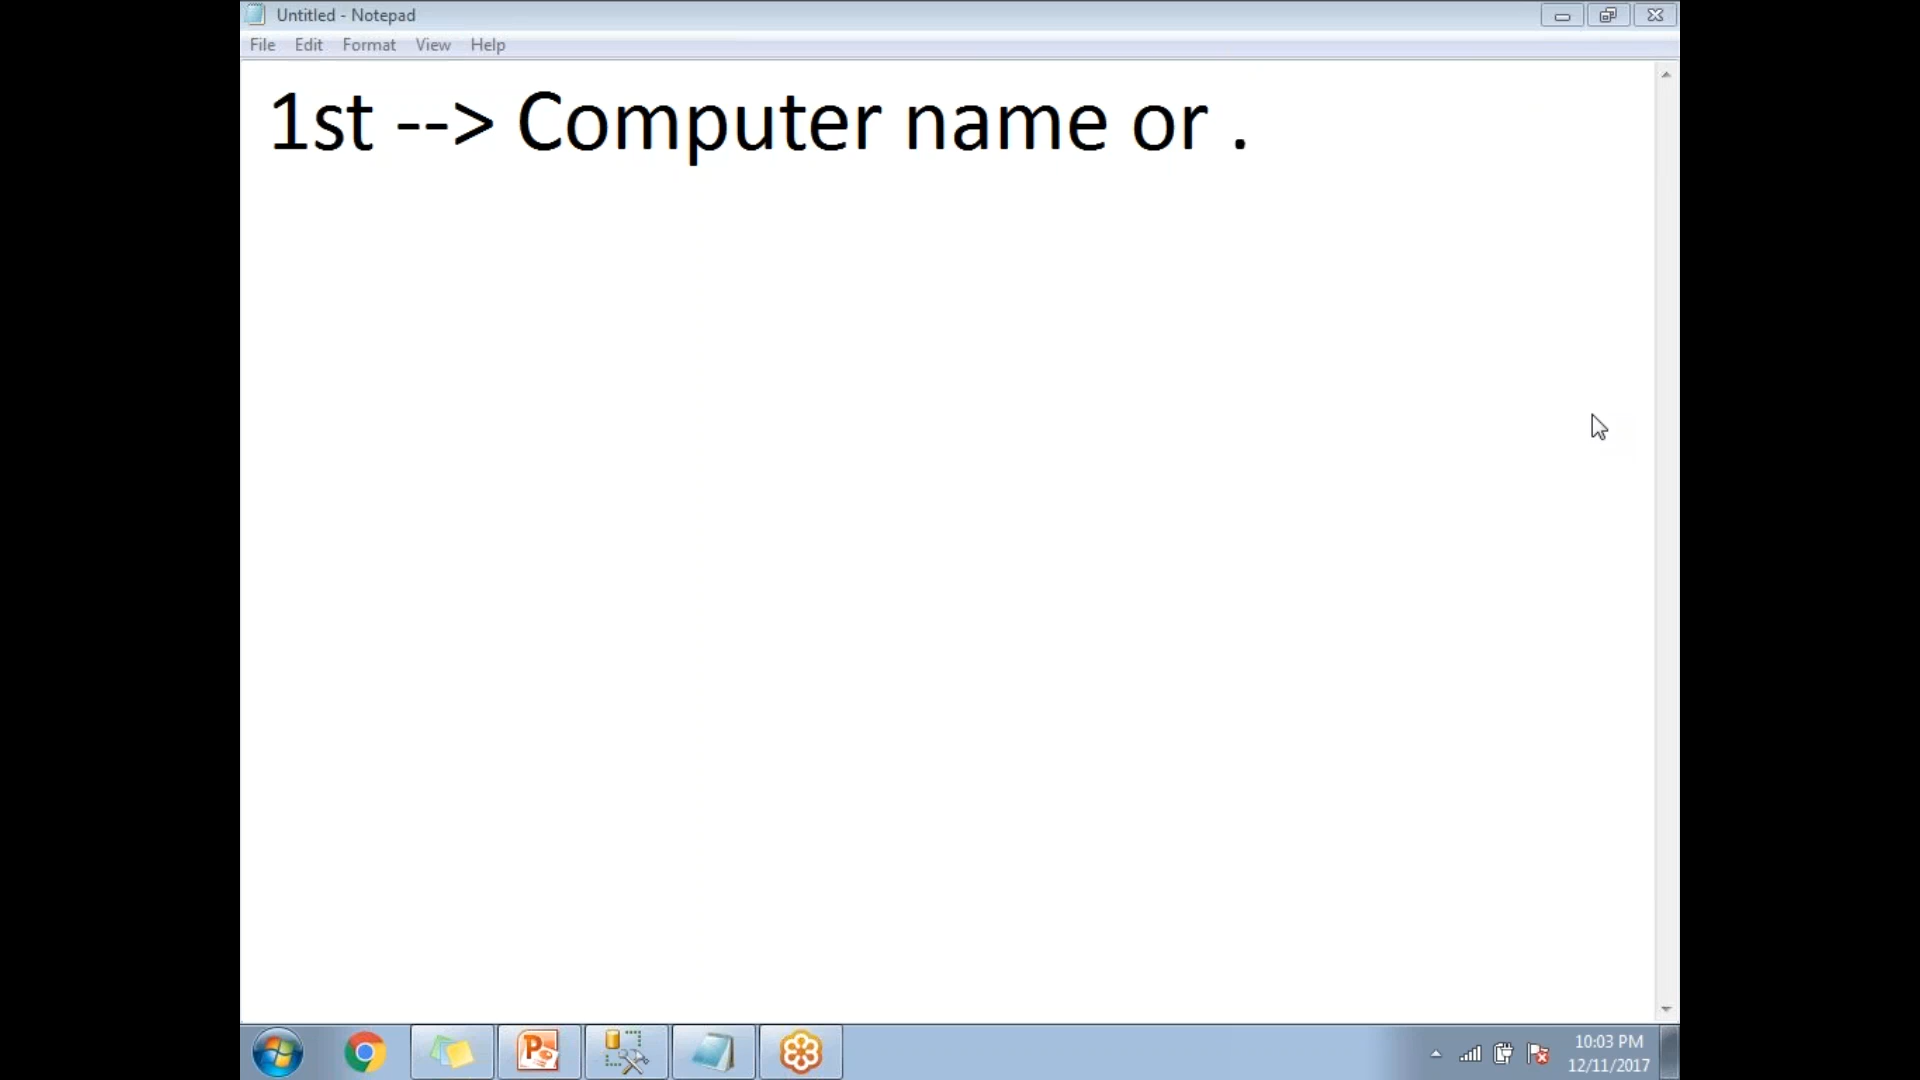 Untitled - Notepad
File Edit Format View Help
1st --> Computer name or .
10:03 PM
12/11/2017